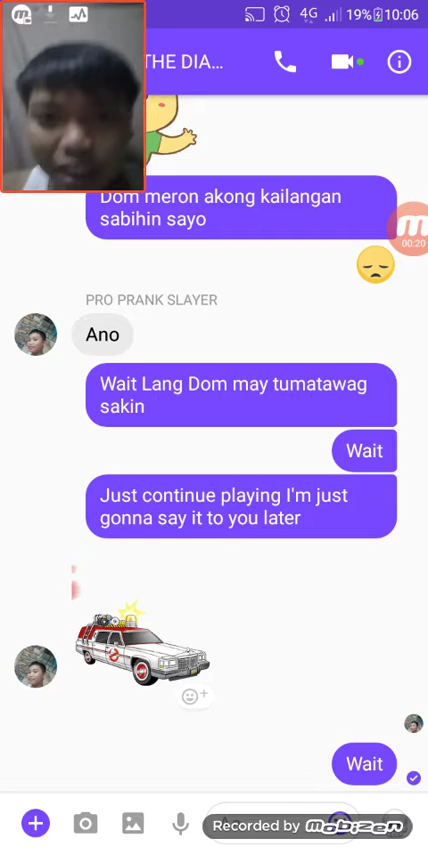 4G 19% 10:06
THE DIA...
Dom meron akong kailangan
sabihin sayo
00:20
PRO PRANK SLAYER
Ano
Wait Lang Dom may tumatawag
sakin
Wait
Just continue playing I'm just
gonna say it to you later
Wait
Recorded by mobizen